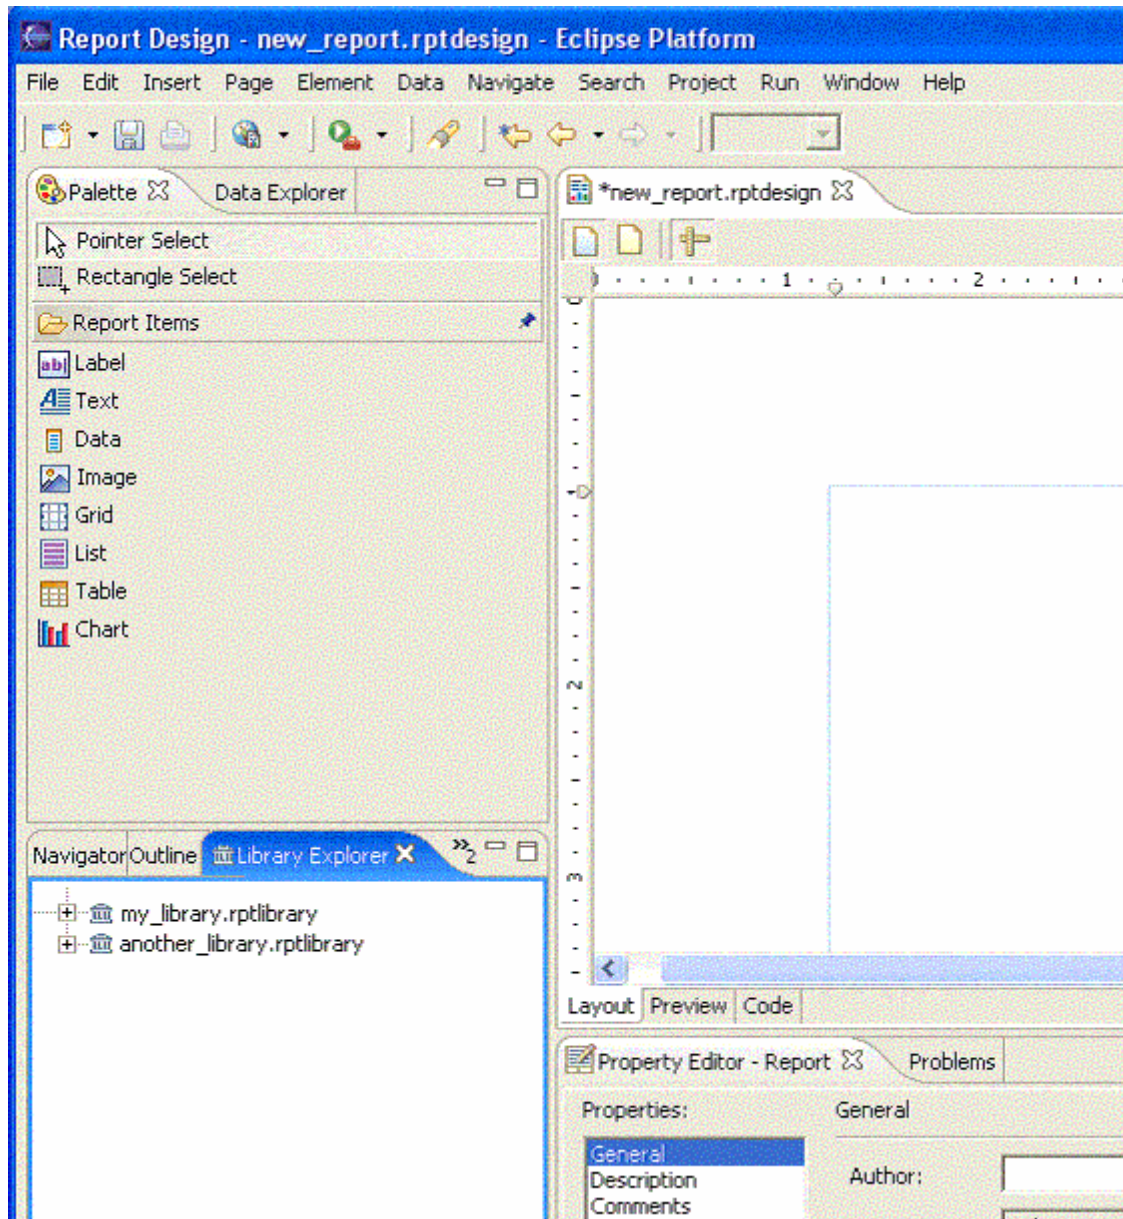 Report Design - new_report.rptdesign - Eclipse Platform
File Edit Insert Page Element Data Navigate Search Project Run Window Help
Palette Data Explorer
Pointer Select
Rectangle Select
Report Items
Label
Text
Data
Image
Grid
List
Table
Chart
Navigator Outline Library Explorer 2
my_library.rptlibrary
another_library.rptlibrary
*new_report.rptdesign
1 2
2
3
Layout Preview Code
Property Editor - Report Problems
Properties: General
General
Description
Comments
Author: